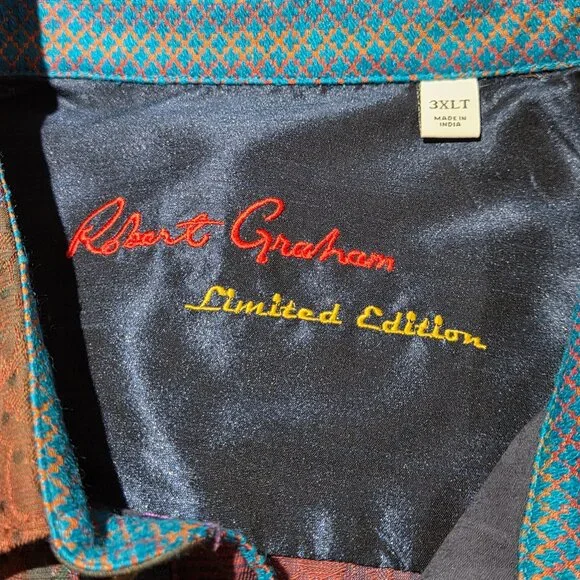 3XLT
MADE IN
INDIA
Robert Graham
Limited Edition